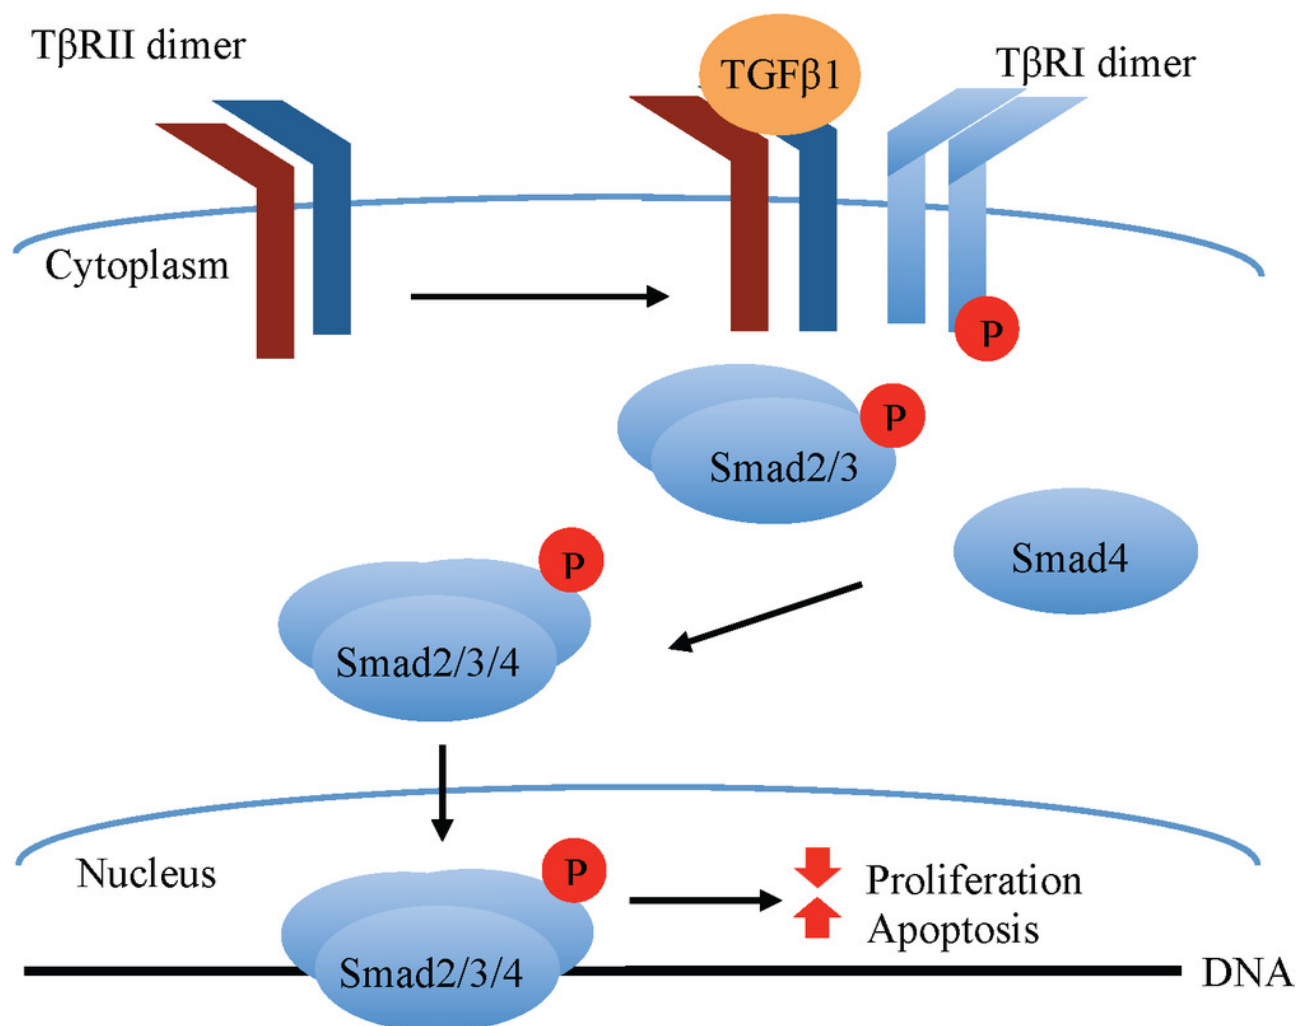 TβRII dimer
TGFβ1
TβRI dimer
Cytoplasm
P
P
Smad2/3
Smad4
P
Smad2/3/4
Nucleus
P
Proliferation
Apoptosis
Smad2/3/4
DNA